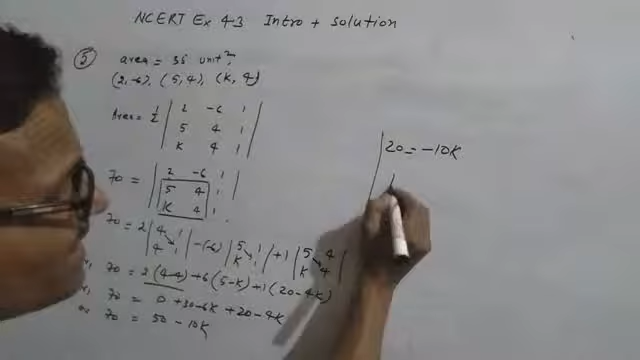 NCERT Ex 4.3 Intro + solution
5 area = 35 unit²,
(2,-6), (5,4), (K, 4)
Area = 1/2 | 2 -6 1 |
5 4 1
K 4 1
70 = | 2 -6 1 |
5 4 1
K 4 1
70 = 2 | 4 1 | -(-6) | 5 1 | +1 | 5 4 |
4 1 K 1 K 4
70 = 2(4-4) +6(5-K) +1(20-4K)
70 = 0 +30-6K +20-4K
or, 70 = 50 - 10K
20 = -10K